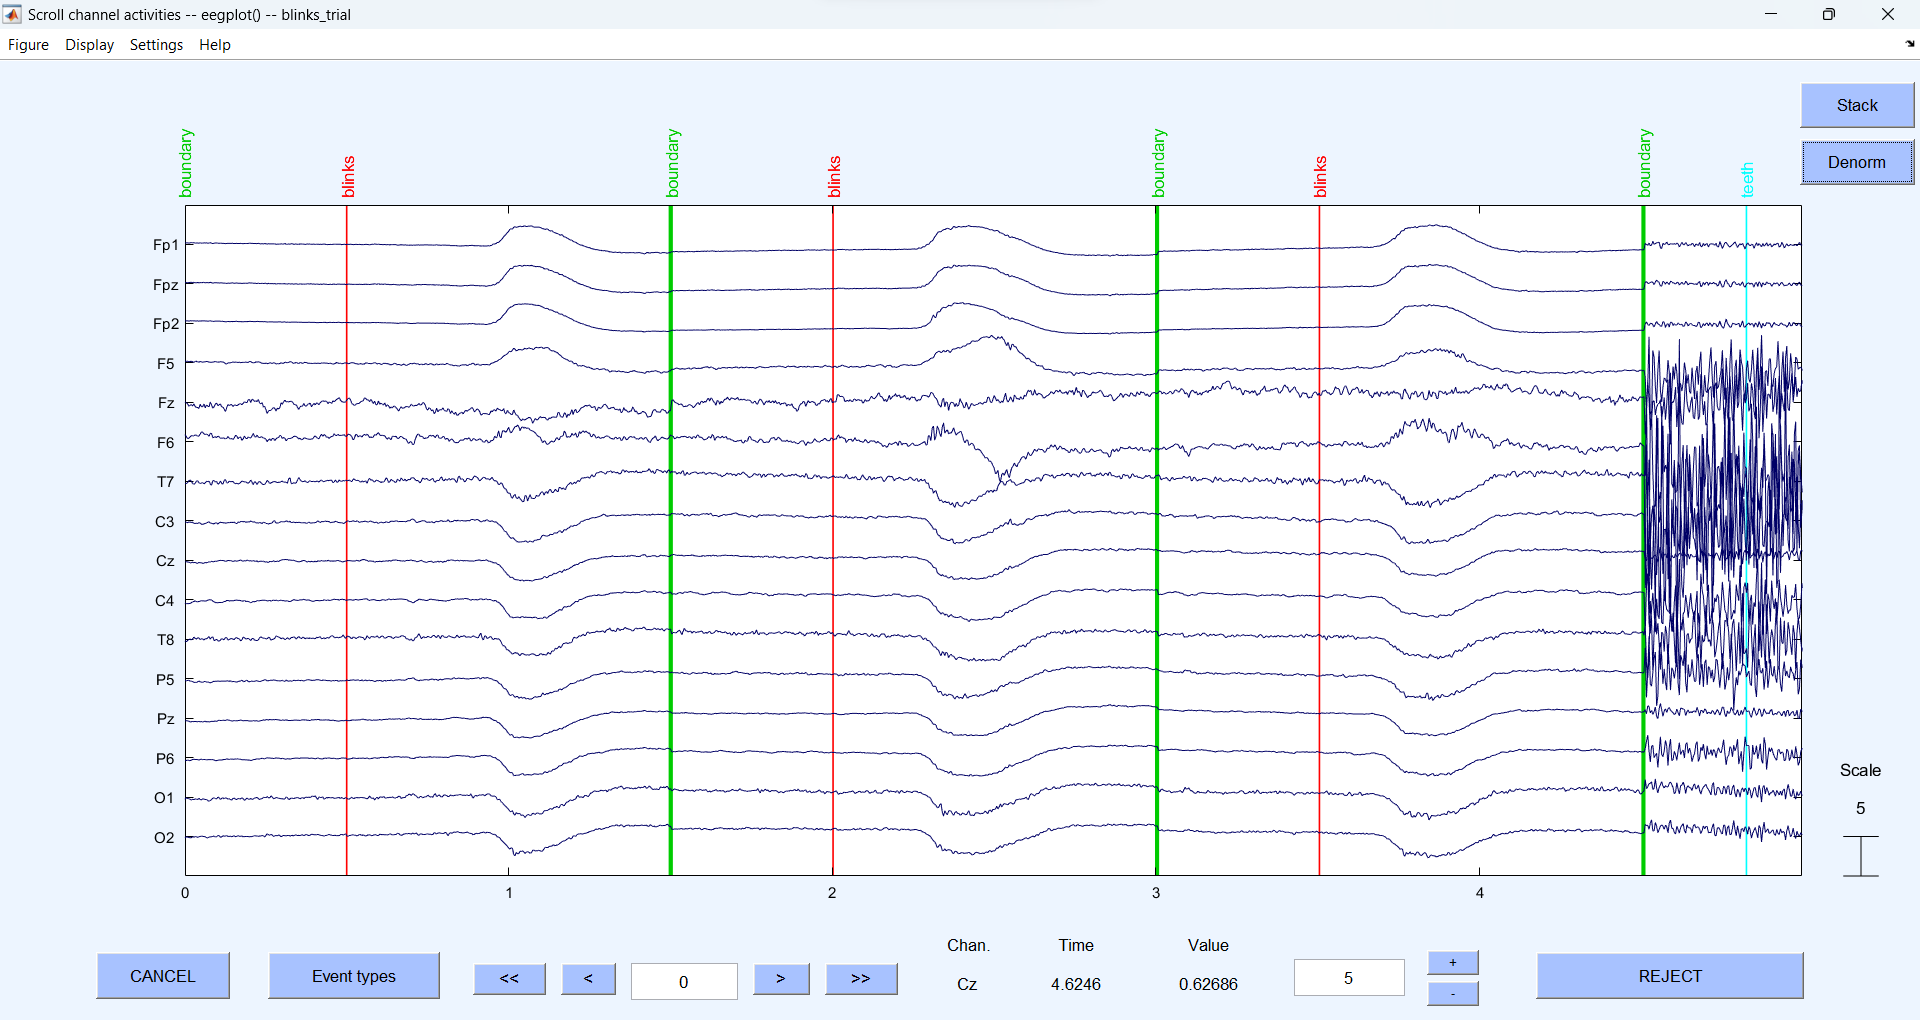 Scroll channel activities -- eegplot() -- blinks_trial
Figure Display Settings Help
Stack
Denorm
boundary
blinks
boundary
blinks
boundary
blinks
boundary
teeth
Fp1
Fpz
Fp2
F5
Fz
F6
T7
C3
Cz
C4
T8
P5
Pz
P6
O1
O2
0 1 2 3 4
Scale
5
Chan. Time Value
CANCEL Event types << < 0 > >> Cz 4.6246 0.62686 5 + - REJECT